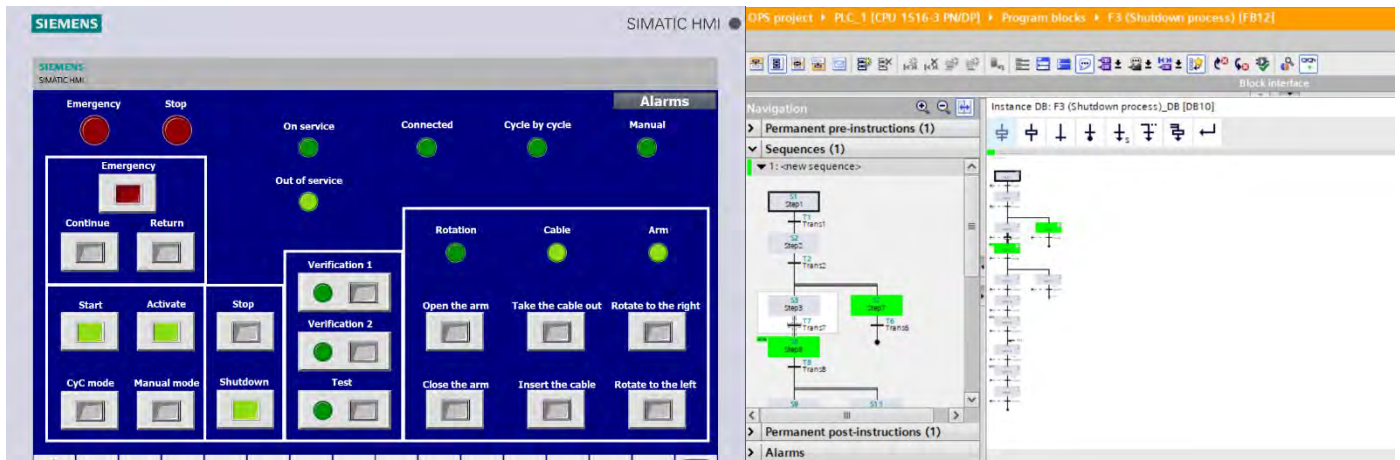 SIEMENS
SIMATIC HMI
SIEMENS
SIMATIC HMI
Alarms
Emergency Stop
On service Connected Cycle by cycle Manual
Emergency
Out of service
Continue Return
Rotation Cable Arm
Verification 1
Start Activate Stop
Open the arm Take the cable out Rotate to the right
Verification 2
CyC mode Manual mode Shutdown Test
Close the arm Insert the cable Rotate to the left
OPS project PLC_1 [CPU 1516-3 PN/DP] Program blocks F3 (Shutdown process) [FB12]
Block interface
Navigation
Permanent pre-instructions (1)
Sequences (1)
1: <new sequence>
S1
Step1
T1
Trans1
S2
Step2
T2
Trans2
S3
Step3
Step7
T7
Trans7
T6
Trans6
T8
Trans8
Permanent post-instructions (1)
Alarms
Instance DB: F3 (Shutdown process)_DB [DB10]